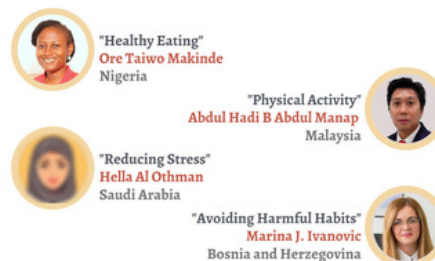 "Healthy Eating"
Ore Taiwo Makinde
Nigeria
"Physical Activity"
Abdul Hadi B Abdul Manap
Malaysia
"Reducing Stress"
Hella Al Othman
Saudi Arabia
"Avoiding Harmful Habits"
Marina J. Ivanovic
Bosnia and Herzegovina